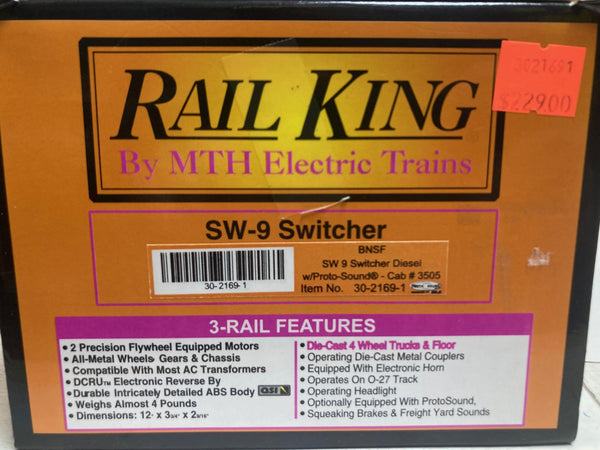 3021691
$229.00
RAIL KING
By MTH Electric Trains
SW-9 Switcher
BNSF
SW 9 Switcher Diesel
w/Proto-Sound® - Cab # 3505
30-2169-1
Item No. 30-2169-1
3-RAIL FEATURES
• 2 Precision Flywheel Equipped Motors
• All-Metal Wheels, Gears & Chassis
• Compatible With Most AC Transformers
• DCRU™ Electronic Reverse By
• Durable Intricately Detailed ABS Body QSI
• Weighs Almost 4 Pounds
• Dimensions: 12" x 3 3/4" x 2 9/16"
• Die-Cast 4 Wheel Trucks & Floor
• Operating Die-Cast Metal Couplers
• Equipped With Electronic Horn
• Operates On O-27 Track
• Operating Headlight
• Optionally Equipped With ProtoSound,
Squeaking Brakes & Freight Yard Sounds